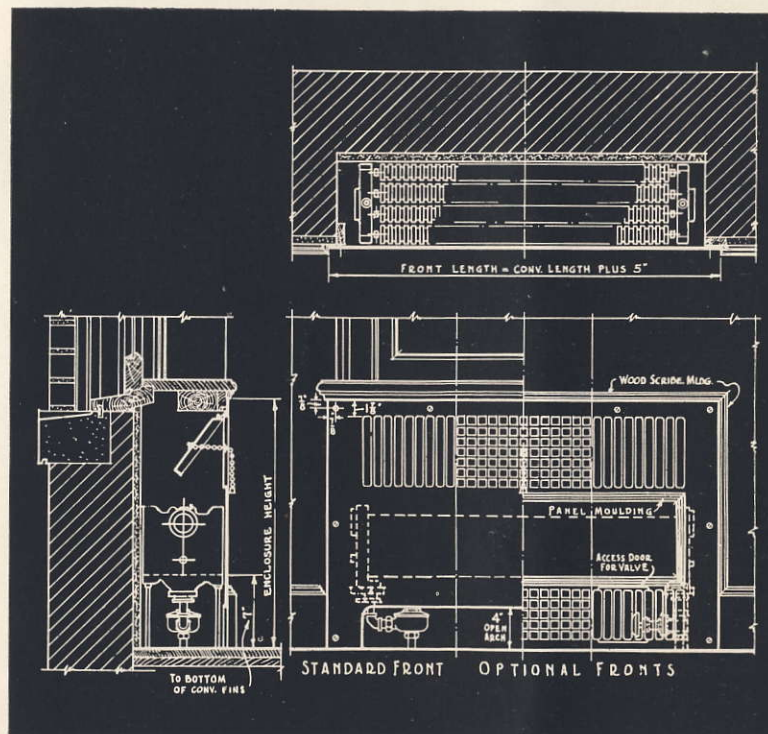 FRONT LENGTH = CONV. LENGTH PLUS 5"
WOOD SCRIBE MLDG.
ENCLOSURE HEIGHT
PANEL MOULDING
ACCESS DOOR
FOR VALVE
4"
OPEN
ARCH
STANDARD FRONT
OPTIONAL FRONTS
TO BOTTOM
OF CONV. FINS